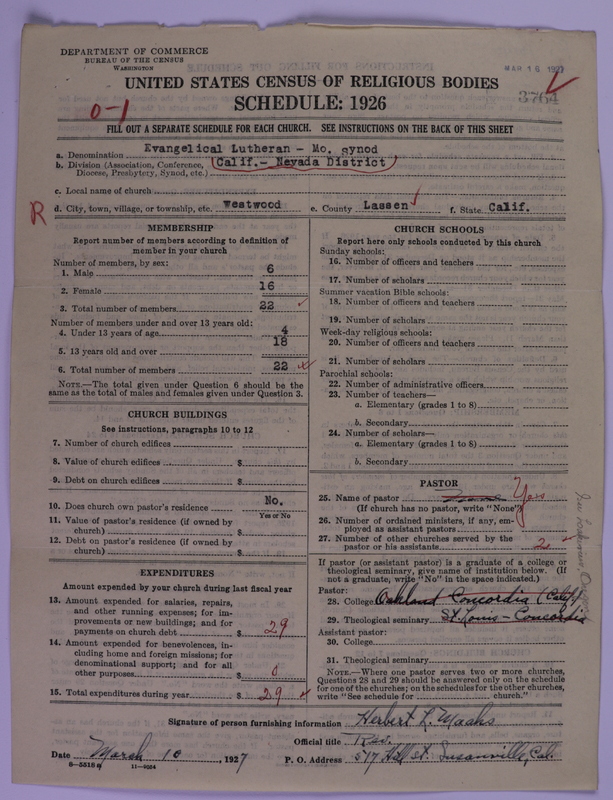 DEPARTMENT OF COMMERCE
BUREAU OF THE CENSUS
WASHINGTON
MAR 16 1927
UNITED STATES CENSUS OF RELIGIOUS BODIES
SCHEDULE: 1926
3764
0-1
FILL OUT A SEPARATE SCHEDULE FOR EACH CHURCH. SEE INSTRUCTIONS ON THE BACK OF THIS SHEET
a. Denomination Evangelical Lutheran - Mo. synod
b. Division (Association, Conference, Diocese, Presbytery, Synod, etc.) (Calif.- Nevada District)
c. Local name of church
R
d. City, town, village, or township, etc. Westwood e. County Lassen f. State Calif.
MEMBERSHIP
Report number of members according to definition of
member in your church
Number of members, by sex:
1. Male 6
2. Female 16
3. Total number of members 22
Number of members under and over 13 years old:
4. Under 13 years of age 4
5. 13 years old and over 18
6. Total number of members 22
NOTE.—The total given under Question 6 should be
same as the total of males and females given under Question 3.
CHURCH BUILDINGS
See instructions, paragraphs 10 to 12
7. Number of church edifices
8. Value of church edifices $
9. Debt on church edifices $
10. Does church own pastor's residence No.
Yes or No
11. Value of pastor's residence (if owned by
church) $
12. Debt on pastor's residence (if owned by
church) $
EXPENDITURES
Amount expended by your church during last fiscal year
13. Amount expended for salaries, repairs,
and other running expenses; for im-
provements or new buildings; and for
payments on church debt $ 29
14. Amount expended for benevolences, in-
cluding home and foreign missions; for
denominational support; and for all
other purposes $ 0
15. Total expenditures during year $ 29
CHURCH SCHOOLS
Report here only schools conducted by this church
Sunday schools:
16. Number of officers and teachers
17. Number of scholars
Summer vacation Bible schools:
18. Number of officers and teachers
19. Number of scholars
Week-day religious schools:
20. Number of officers and teachers
21. Number of scholars
Parochial schools:
22. Number of administrative officers
23. Number of teachers—
a. Elementary (grades 1 to 8)
b. Secondary
24. Number of scholars—
a. Elementary (grades 1 to 8)
b. Secondary
PASTOR
25. Name of pastor None Yes
(If church has no pastor, write "None")
26. Number of ordained ministers, if any, em-
ployed as assistant pastors
27. Number of other churches served by the
pastor or his assistants 2
If pastor (or assistant pastor) is a graduate of a college or
theological seminary, give name of institution below. (If
not a graduate, write "No" in the space indicated.)
Pastor:
28. College Oakland Concordia (Calif)
29. Theological seminary St. Louis - Concordia
Assistant pastor:
30. College
31. Theological seminary
NOTE.—Where one pastor serves two or more churches,
Questions 28 and 29 should be answered only on the schedule
for one of the churches; on the schedules for the other churches,
write "See schedule for church."
Signature of person furnishing information Herbert L. Maahs
Official title Rev.
Date March 10, 1927 P. O. Address 517 Hall St. Susanville, Cal.
11—9264